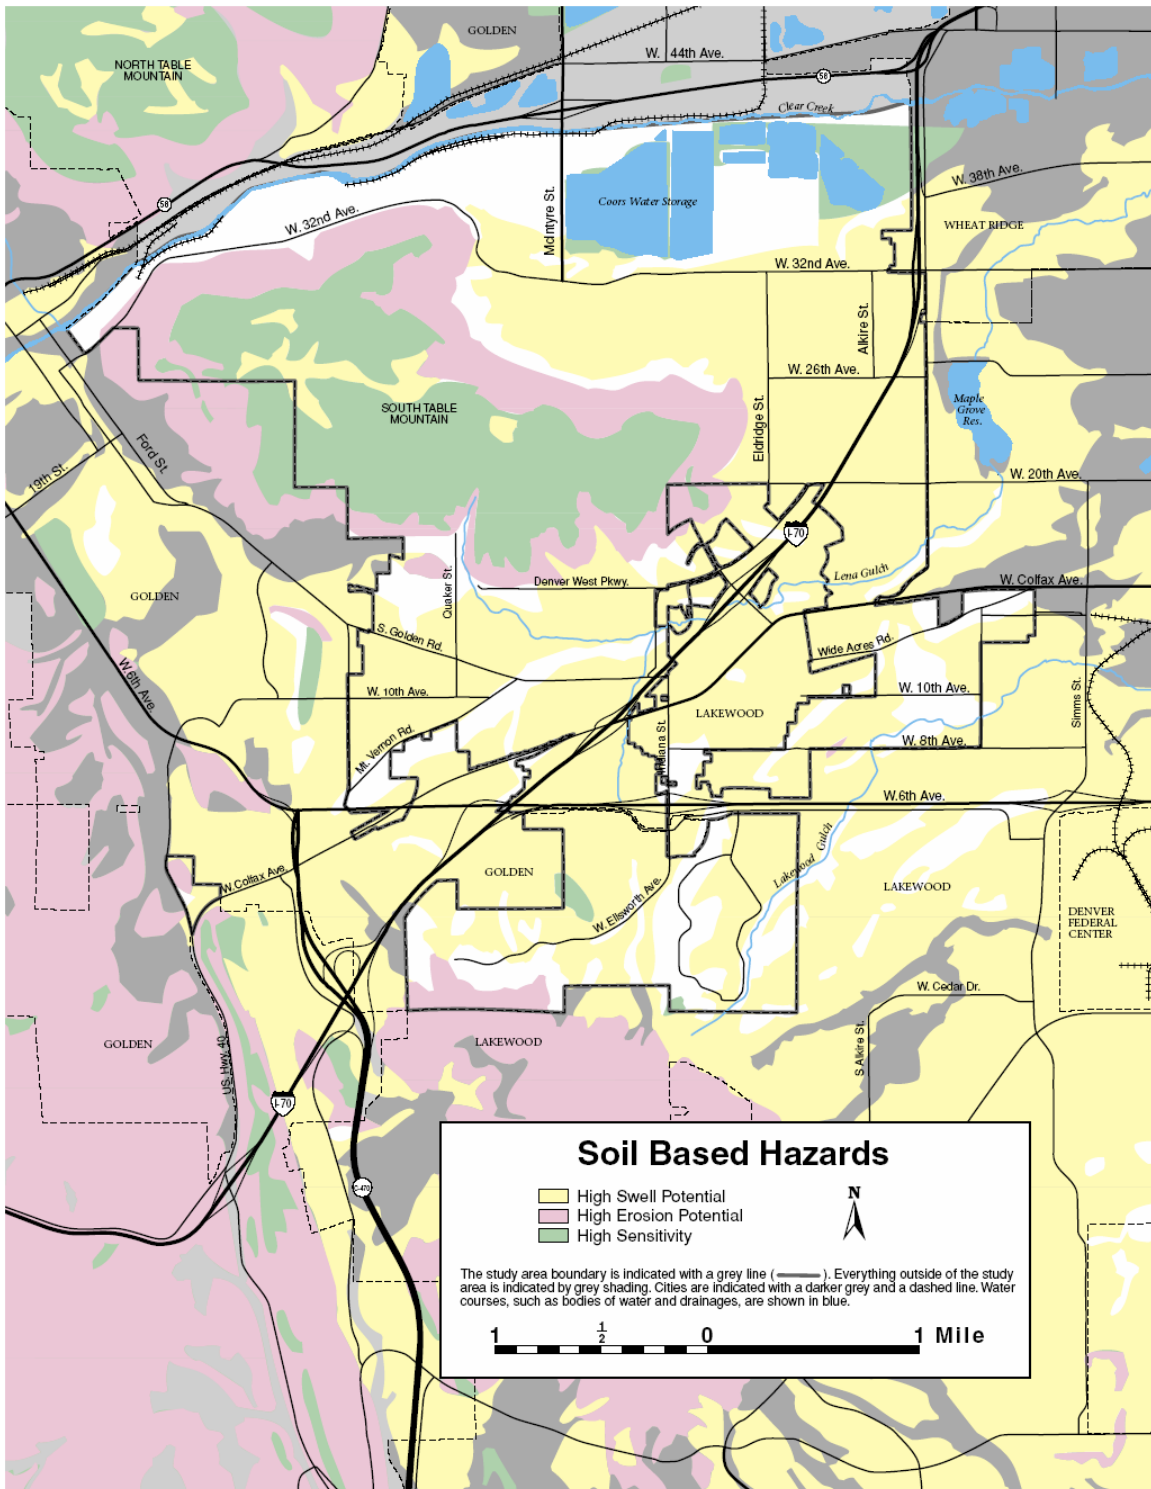 GOLDEN
NORTH TABLE
MOUNTAIN
W. 44th Ave.
58
Clear Creek
W. 38th Ave.
58
Coors Water Storage
W. 32nd Ave.
McIntyre St.
WHEAT RIDGE
W. 32nd Ave.
Alkire St.
W. 26th Ave.
Maple
Grove
Res.
SOUTH TABLE
MOUNTAIN
Eldridge St.
Ford St.
19th St.
W. 20th Ave.
I-70
Lena Gulch
W. Colfax Ave.
Denver West Pkwy.
Quaker St.
GOLDEN
S. Golden Rd.
Wide Acres Rd.
W. 6th Ave.
W. 10th Ave.
W. 10th Ave.
Simms St.
LAKEWOOD
Mt. Vernon Rd.
Indiana St.
W. 8th Ave.
W.6th Ave.
Lakewood Gulch
W. Colfax Ave.
GOLDEN
LAKEWOOD
W. Ellsworth Ave.
DENVER
FEDERAL
CENTER
W. Cedar Dr.
GOLDEN
US. Hwy. 40
LAKEWOOD
S.Alkire St.
I-70
C-470
Soil Based Hazards
High Swell Potential
High Erosion Potential
High Sensitivity
N
The study area boundary is indicated with a grey line ( ). Everything outside of the study
area is indicated by grey shading. Cities are indicated with a darker grey and a dashed line. Water
courses, such as bodies of water and drainages, are shown in blue.
1 1/2 0 1 Mile